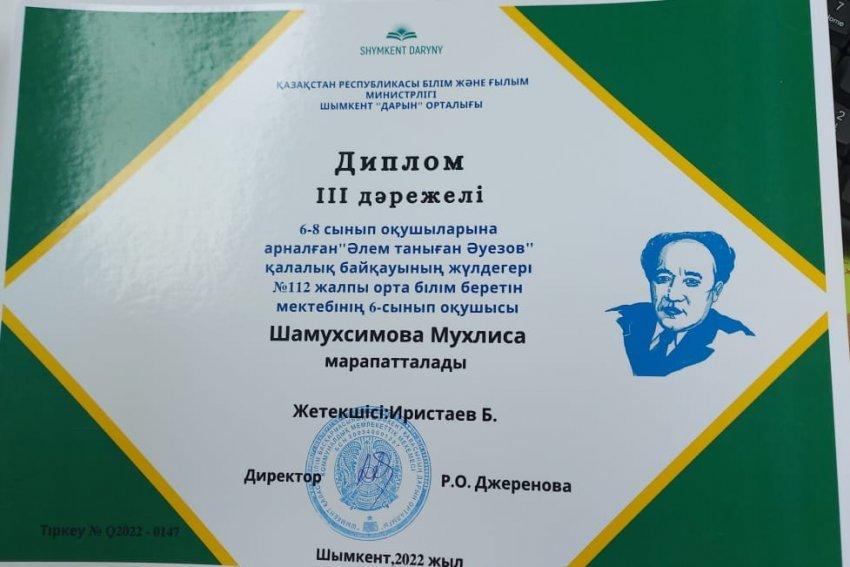 SHYMKENT DARYNY
ҚАЗАҚСТАН РЕСПУБЛИКАСЫ БІЛІМ ЖӘНЕ ҒЫЛЫМ
МИНИСТРЛІГІ
ШЫМКЕНТ "ДАРЫН" ОРТАЛЫҒЫ
Диплом
III дәрежелі
6-8 сынып оқушыларына
арналған"Әлем таныған Әуезов"
қалалық байқауының жүлдегері
№112 жалпы орта білім беретін
мектебінің 6-сынып оқушысы
Шамухсимова Мухлиса
марапатталады
Жетекшісі:Иристаев Б.
Директор
Р.О. Джеренова
Тіркеу № Q2022 - 0147
Шымкент,2022 жыл